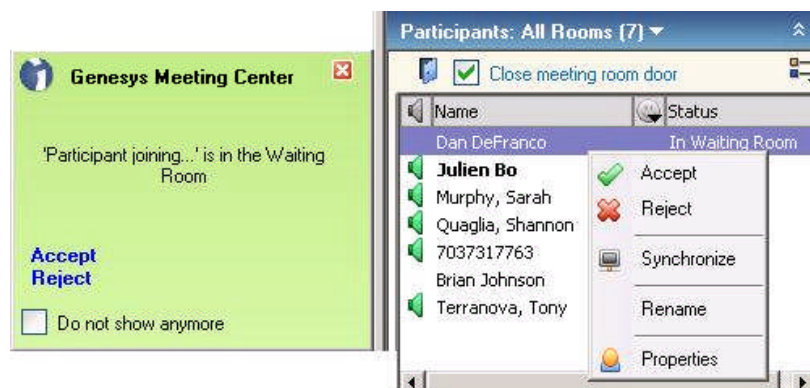 Genesys Meeting Center
'Participant joining...' is in the Waiting
Room
Accept
Reject
Do not show anymore
Participants: All Rooms (7)
Close meeting room door
Name Status
Dan DeFranco In Waiting Room
Julien Bo
Murphy, Sarah
Quaglia, Shannon
7037317763
Brian Johnson
Terranova, Tony
Accept
Reject
Synchronize
Rename
Properties